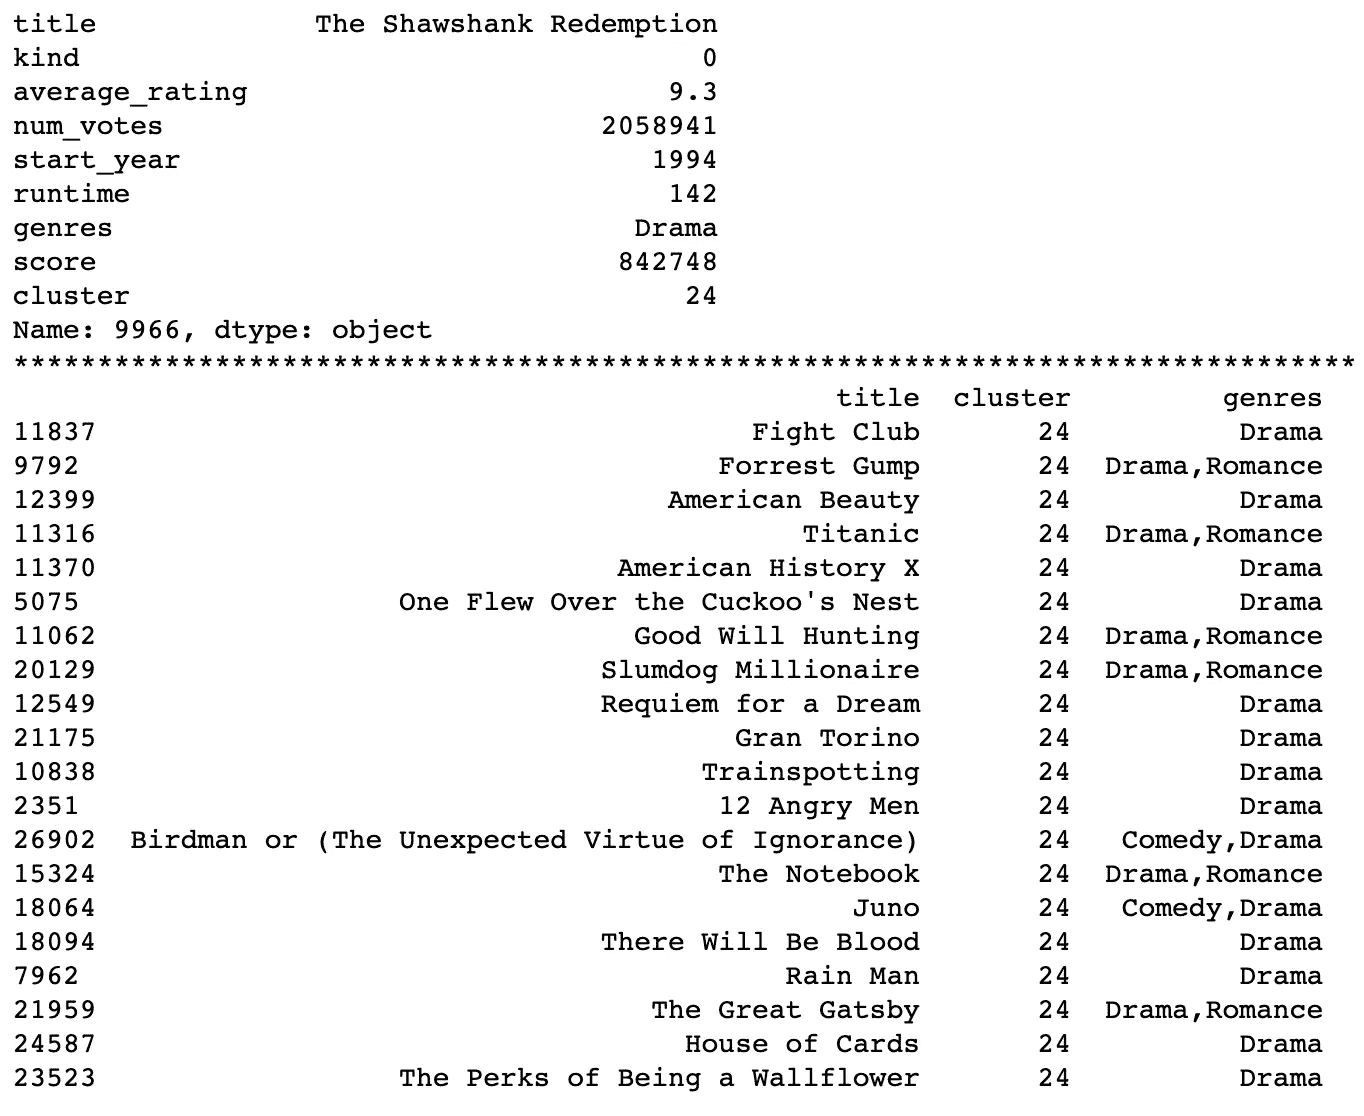 title The Shawshank Redemption
kind 0
average_rating 9.3
num_votes 2058941
start_year 1994
runtime 142
genres Drama
score 842748
cluster 24
Name: 9966, dtype: object
********************************************************************************
title cluster genres
11837 Fight Club 24 Drama
9792 Forrest Gump 24 Drama,Romance
12399 American Beauty 24 Drama
11316 Titanic 24 Drama,Romance
11370 American History X 24 Drama
5075 One Flew Over the Cuckoo's Nest 24 Drama
11062 Good Will Hunting 24 Drama,Romance
20129 Slumdog Millionaire 24 Drama,Romance
12549 Requiem for a Dream 24 Drama
21175 Gran Torino 24 Drama
10838 Trainspotting 24 Drama
2351 12 Angry Men 24 Drama
26902 Birdman or (The Unexpected Virtue of Ignorance) 24 Comedy,Drama
15324 The Notebook 24 Drama,Romance
18064 Juno 24 Comedy,Drama
18094 There Will Be Blood 24 Drama
7962 Rain Man 24 Drama
21959 The Great Gatsby 24 Drama,Romance
24587 House of Cards 24 Drama
23523 The Perks of Being a Wallflower 24 Drama